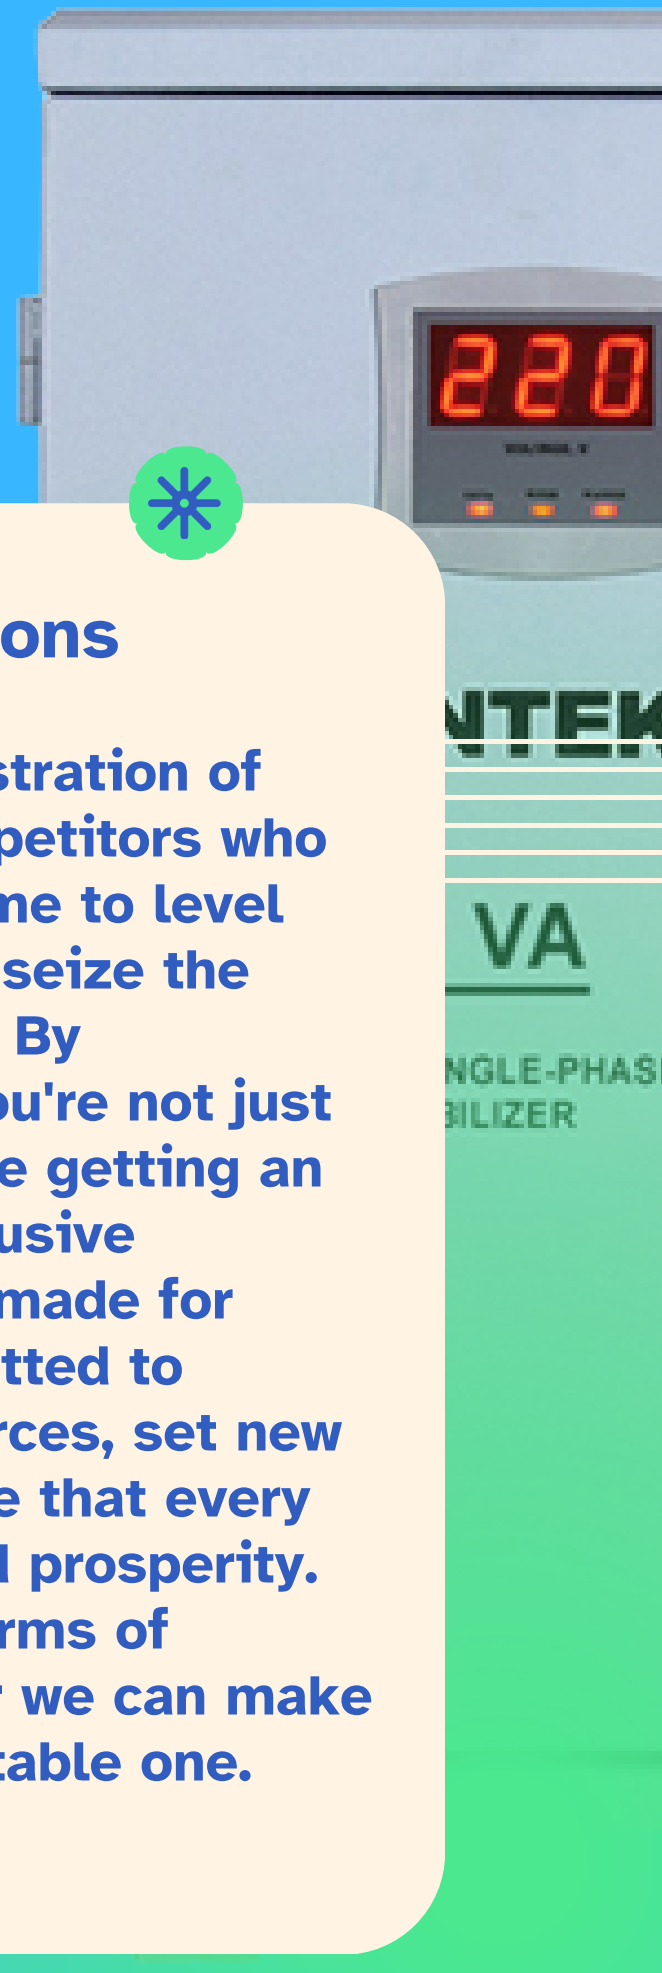 220
ons
stration of
petitors who
me to level
seize the
By
ou're not just
e getting an
usive
made for
tted to
rces, set new
e that every
d prosperity.
rms of
r we can make
table one.
NTEK
VA
NGLE-PHASE
BILIZER